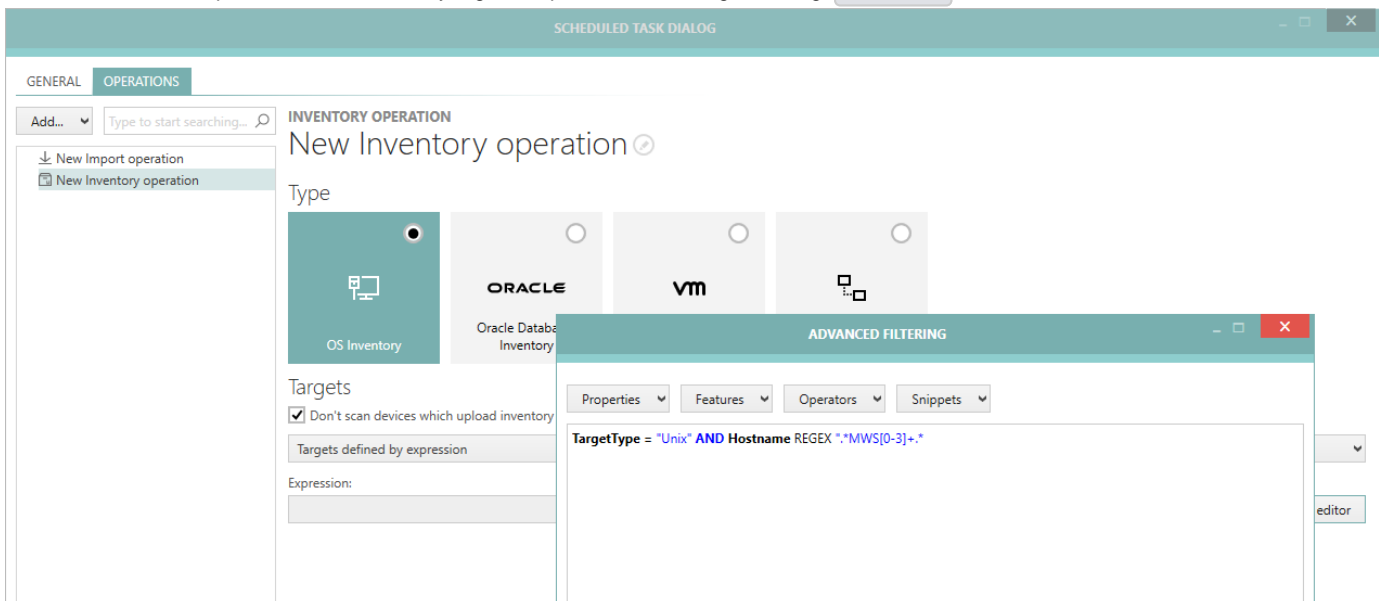 SCHEDULED TASK DIALOG
GENERAL OPERATIONS
Add... Type to start searching...
New Import operation
New Inventory operation
INVENTORY OPERATION
New Inventory operation
Type
OS Inventory
ORACLE
Oracle Databa
Inventory
vm
Targets
Don't scan devices which upload inventory
Targets defined by expression
Expression:
editor
ADVANCED FILTERING
Properties Features Operators Snippets
TargetType = "Unix" AND Hostname REGEX ".*MWS[0-3]+.*